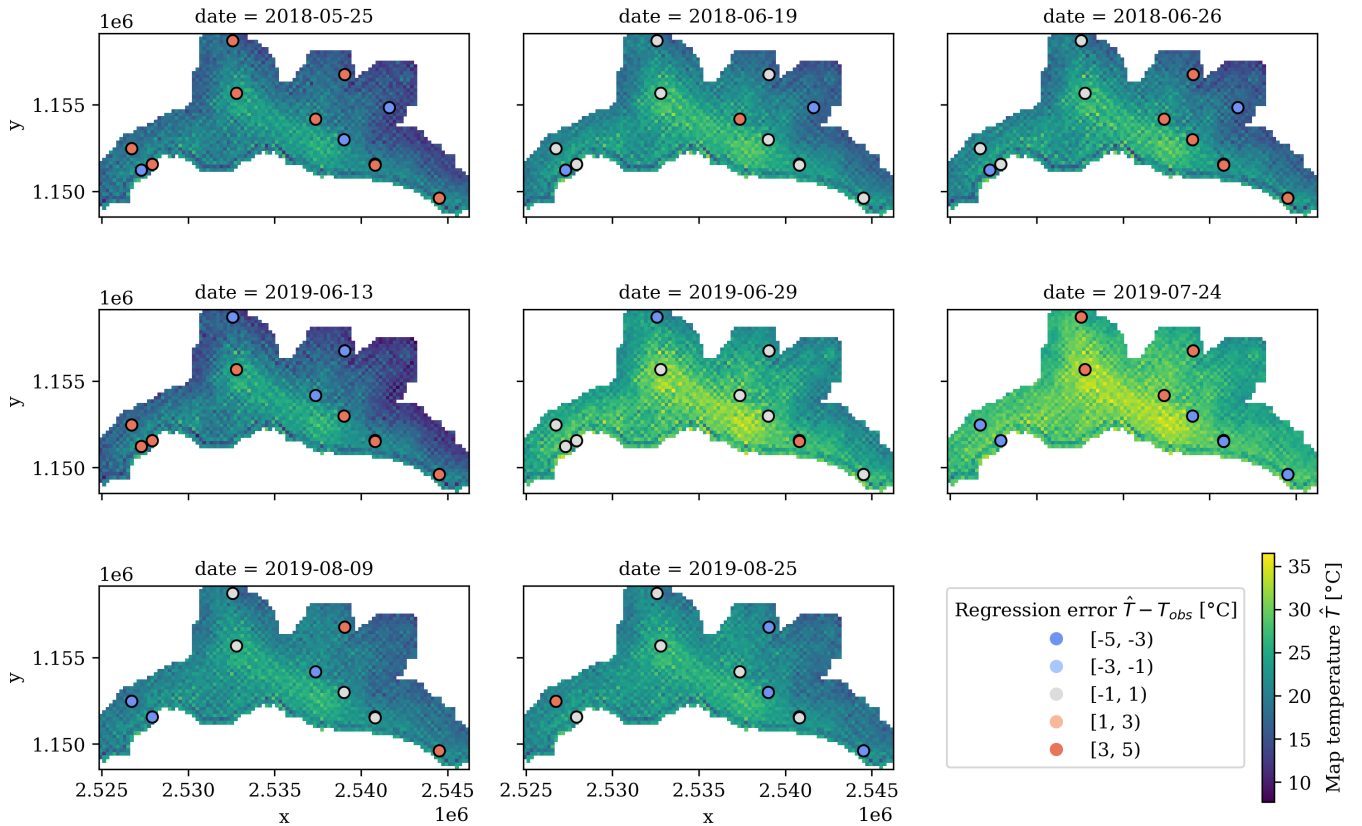 1e6
date = 2018-05-25
date = 2018-06-19
date = 2018-06-26
y
1.155
1.150
1e6
date = 2019-06-13
date = 2019-06-29
date = 2019-07-24
y
1.155
1.150
1e6
date = 2019-08-09
date = 2019-08-25
y
1.155
1.150
2.525 2.530 2.535 2.540 2.545
x
1e6
2.525 2.530 2.535 2.540 2.545
x
1e6
Regression error T̂ − T_obs [°C]
[-5, -3)
[-3, -1)
[-1, 1)
[1, 3)
[3, 5)
35
30
25
20
15
10
Map temperature T̂ [°C]